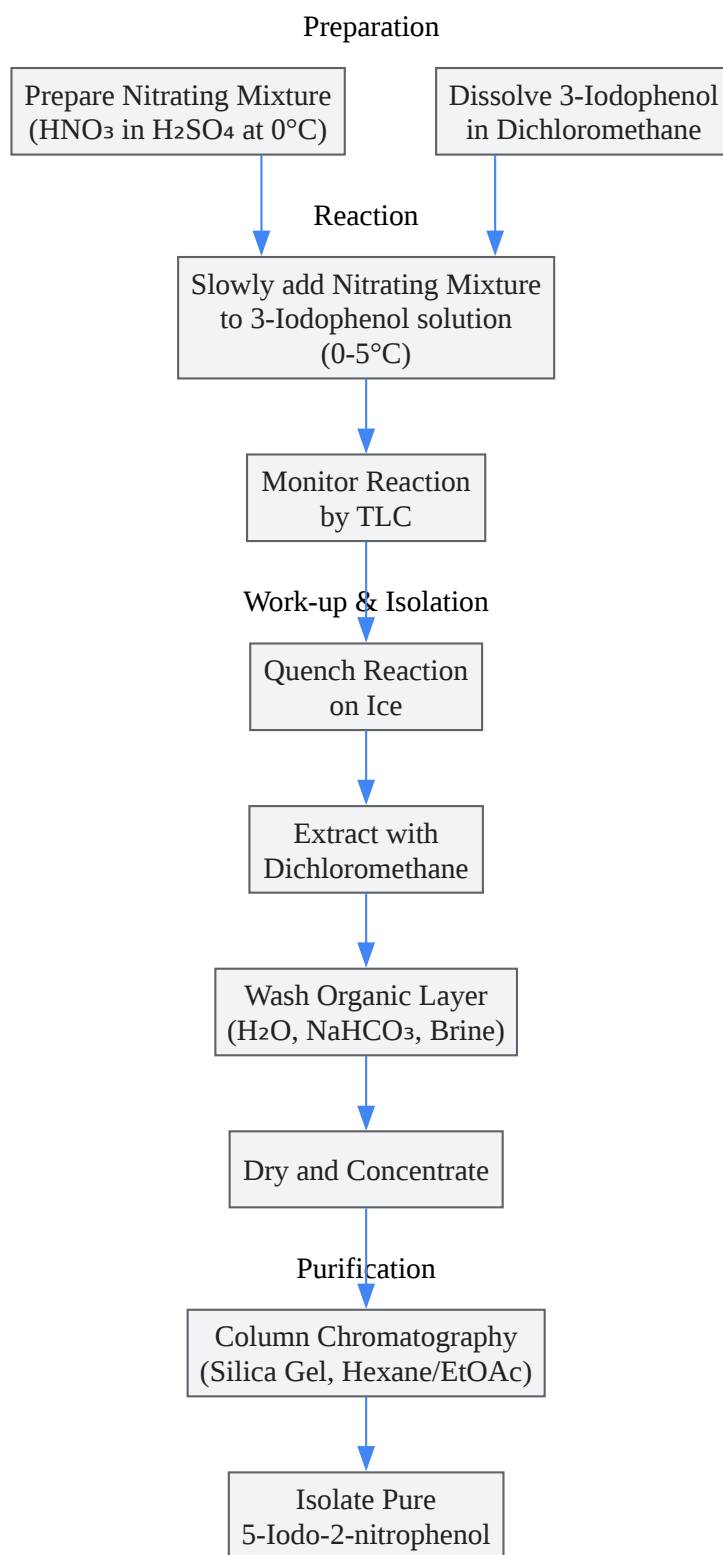 Preparation
Prepare Nitrating Mixture
(HNO₃ in H₂SO₄ at 0°C)
Dissolve 3-Iodophenol
in Dichloromethane
Reaction
Slowly add Nitrating Mixture
to 3-Iodophenol solution
(0-5°C)
Monitor Reaction
by TLC
Work-up & Isolation
Quench Reaction
on Ice
Extract with
Dichloromethane
Wash Organic Layer
(H₂O, NaHCO₃, Brine)
Dry and Concentrate
Purification
Column Chromatography
(Silica Gel, Hexane/EtOAc)
Isolate Pure
5-Iodo-2-nitrophenol